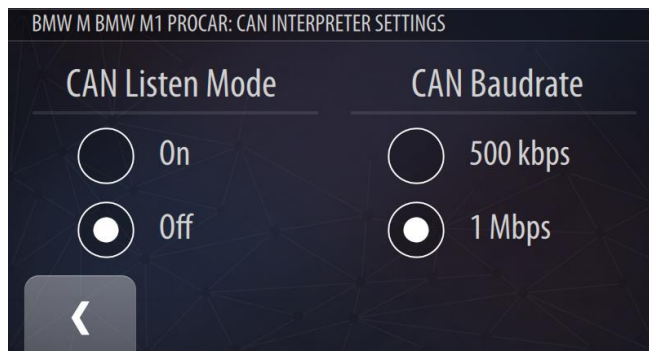 BMW M BMW M1 PROCAR: CAN INTERPRETER SETTINGS
CAN Listen Mode
On
Off
CAN Baudrate
500 kbps
1 Mbps